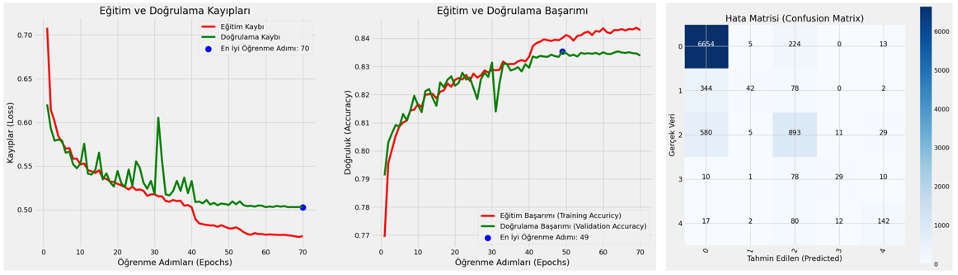 Eğitim ve Doğrulama Kayıpları
Eğitim Kaybı
Doğrulama Kaybı
En İyi Öğrenme Adımı: 70
Kayıplar (Loss)
0.70
0.65
0.60
0.55
0.50
0 10 20 30 40 50 60 70
Öğrenme Adımları (Epochs)
Eğitim ve Doğrulama Başarımı
Doğruluk (Accuracy)
0.84
0.83
0.82
0.81
0.80
0.79
0.78
0.77
Eğitim Başarımı (Training Accuricy)
Doğrulama Başarımı (Validation Accuracy)
En İyi Öğrenme Adımı: 49
0 10 20 30 40 50 60 70
Öğrenme Adımları (Epochs)
Hata Matrisi (Confusion Matrix)
Gerçek Veri
0 6654 5 224 0 13
1 344 42 78 0 2
2 580 5 893 11 29
3 10 1 78 29 10
4 17 2 80 12 142
0 1 2 3 4
Tahmin Edilen (Predicted)
6000
5000
4000
3000
2000
1000
0